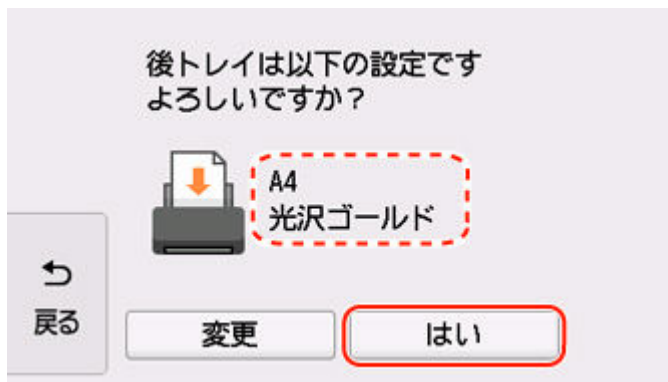 後トレイは以下の設定です
よろしいですか？
A4
光沢ゴールド
戻る
変更
はい